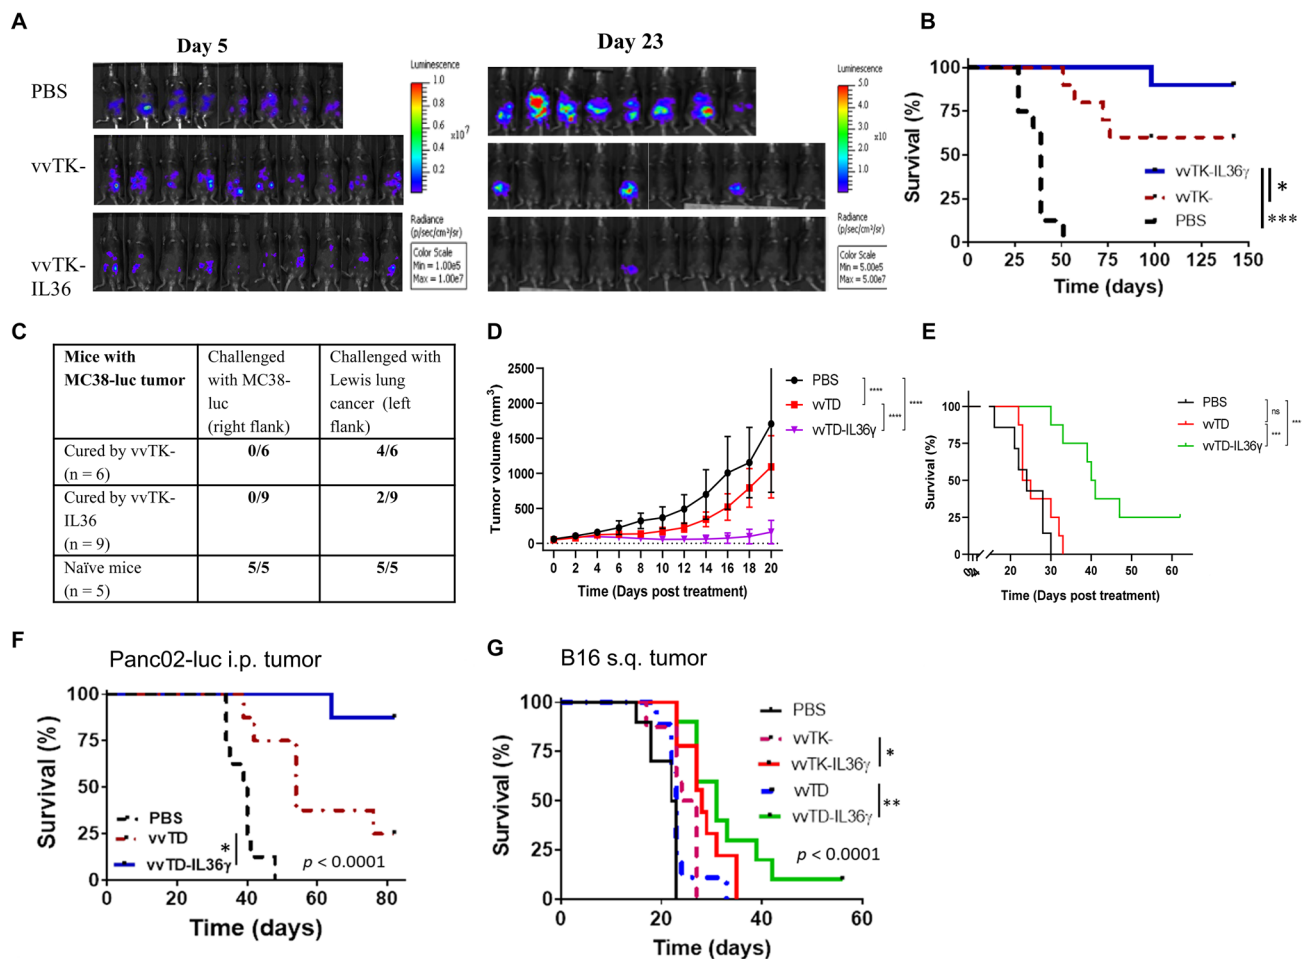 A
Day 5
Day 23
PBS
vvTK-
vvTK-
IL36
Luminescence
1.0
0.8
0.6
0.4
0.2
x10⁷
Radiance
(p/sec/cm²/sr)
Color Scale
Min = 1.00e5
Max = 1.00e7
Luminescence
5.0
4.0
3.0
2.0
1.0
x10
Radiance
(p/sec/cm²/sr)
Color Scale
Min = 5.00e5
Max = 5.00e7
B
Survival (%)
100
75
50
25
0
0 25 50 75 100 125 150
Time (days)
vvTK-IL36γ
vvTK-
PBS
*
***
C
Mice with MC38-luc tumor
Challenged with MC38-luc (right flank)
Challenged with Lewis lung cancer (left flank)
Cured by vvTK- (n = 6)
0/6
4/6
Cured by vvTK-IL36 (n = 9)
0/9
2/9
Naïve mice (n = 5)
5/5
5/5
D
Tumor volume (mm³)
2500
2000
1500
1000
500
0
0 2 4 6 8 10 12 14 16 18 20
Time (Days post treatment)
PBS
vvTD
vvTD-IL36γ
****
****
****
E
Survival (%)
100
75
50
25
0
20 30 40 50 60
Time (Days post treatment)
PBS
vvTD
vvTD-IL36γ
ns
***
***
F
Panc02-luc i.p. tumor
Survival (%)
100
75
50
25
0
0 20 40 60 80
Time (days)
PBS
vvTD
vvTD-IL36γ
*
p < 0.0001
G
B16 s.q. tumor
Survival (%)
100
75
50
25
0
0 20 40 60
Time (days)
PBS
vvTK-
vvTK-IL36γ
vvTD
vvTD-IL36γ
*
**
p < 0.0001